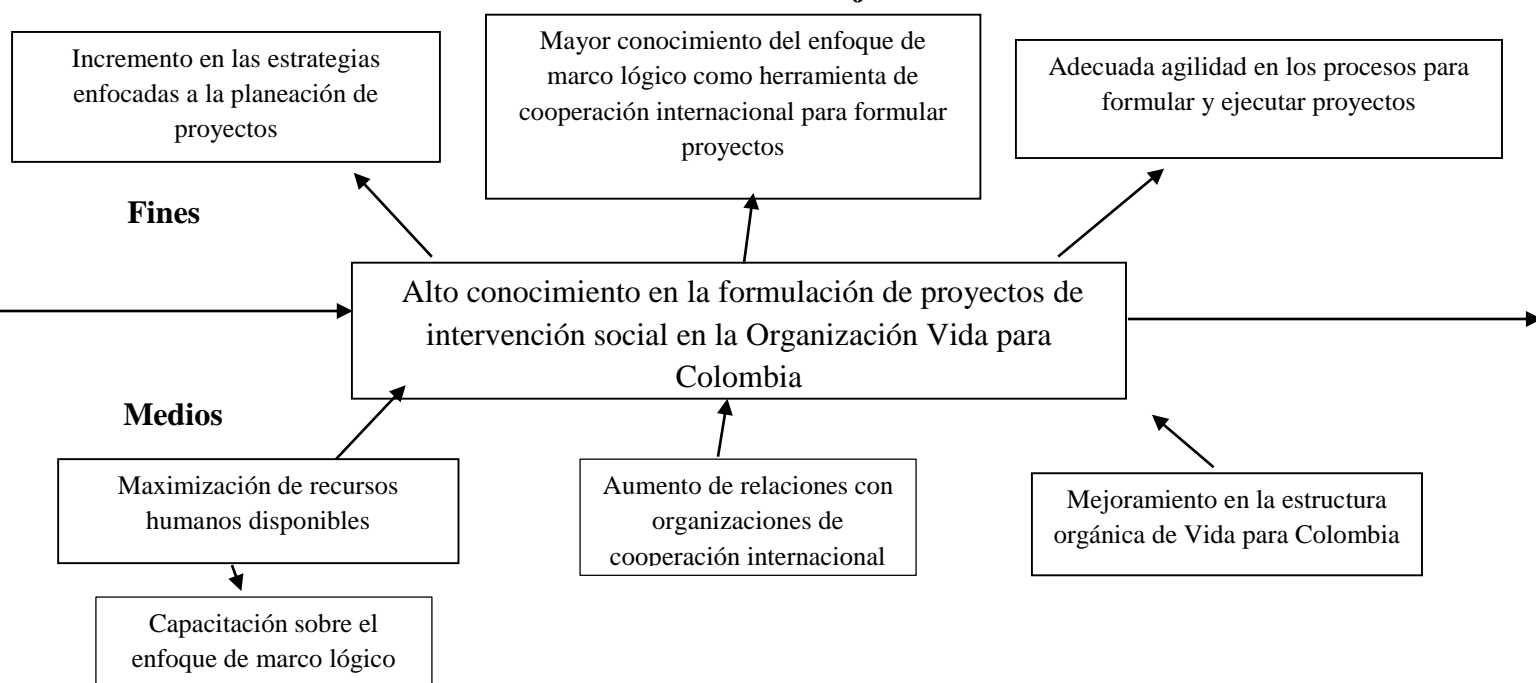 Incremento en las estrategias
enfocadas a la planeación de
proyectos
Mayor conocimiento del enfoque de
marco lógico como herramienta de
cooperación internacional para formular
proyectos
Adecuada agilidad en los procesos para
formular y ejecutar proyectos
Fines
Alto conocimiento en la formulación de proyectos de
intervención social en la Organización Vida para
Colombia
Medios
Maximización de recursos
humanos disponibles
Aumento de relaciones con
organizaciones de
cooperación internacional
Mejoramiento en la estructura
orgánica de Vida para Colombia
Capacitación sobre el
enfoque de marco lógico